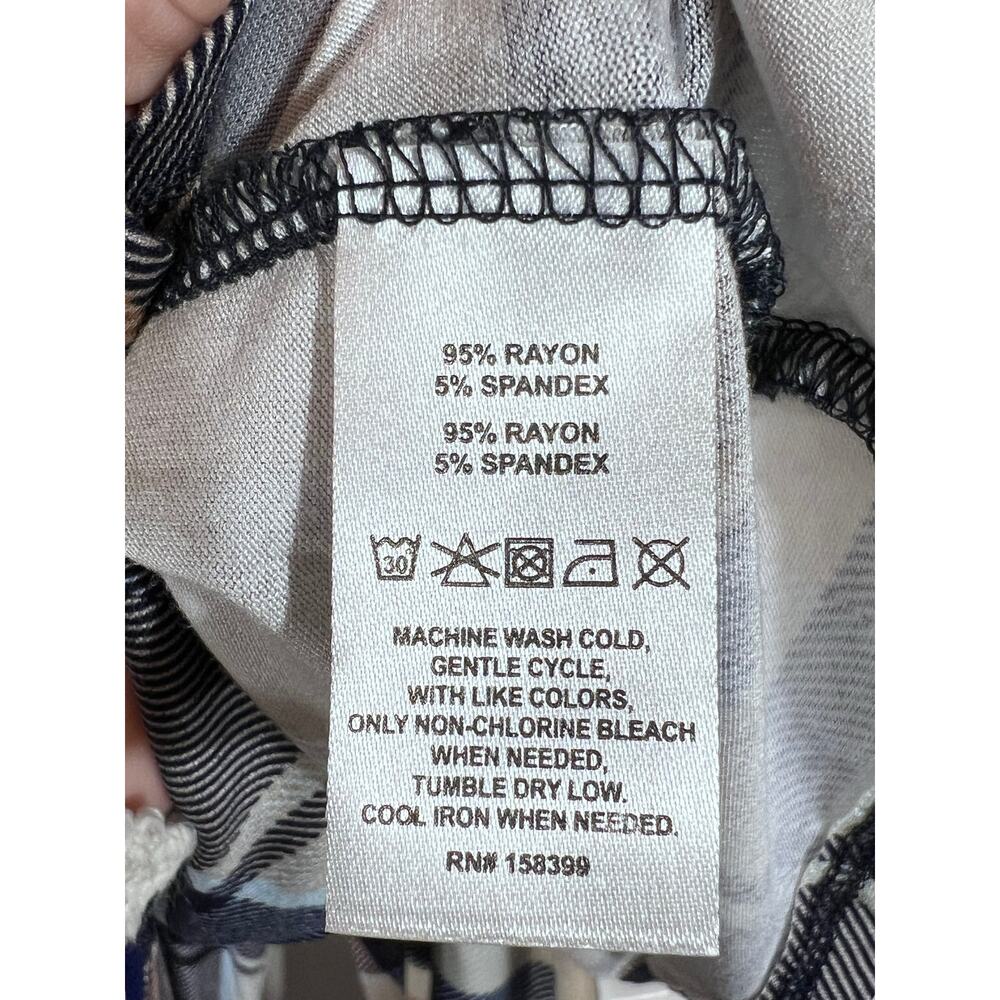 95% RAYON
5% SPANDEX
95% RAYON
5% SPANDEX
30
MACHINE WASH COLD,
GENTLE CYCLE,
WITH LIKE COLORS,
ONLY NON-CHLORINE BLEACH
WHEN NEEDED,
TUMBLE DRY LOW.
COOL IRON WHEN NEEDED.
RN# 158399